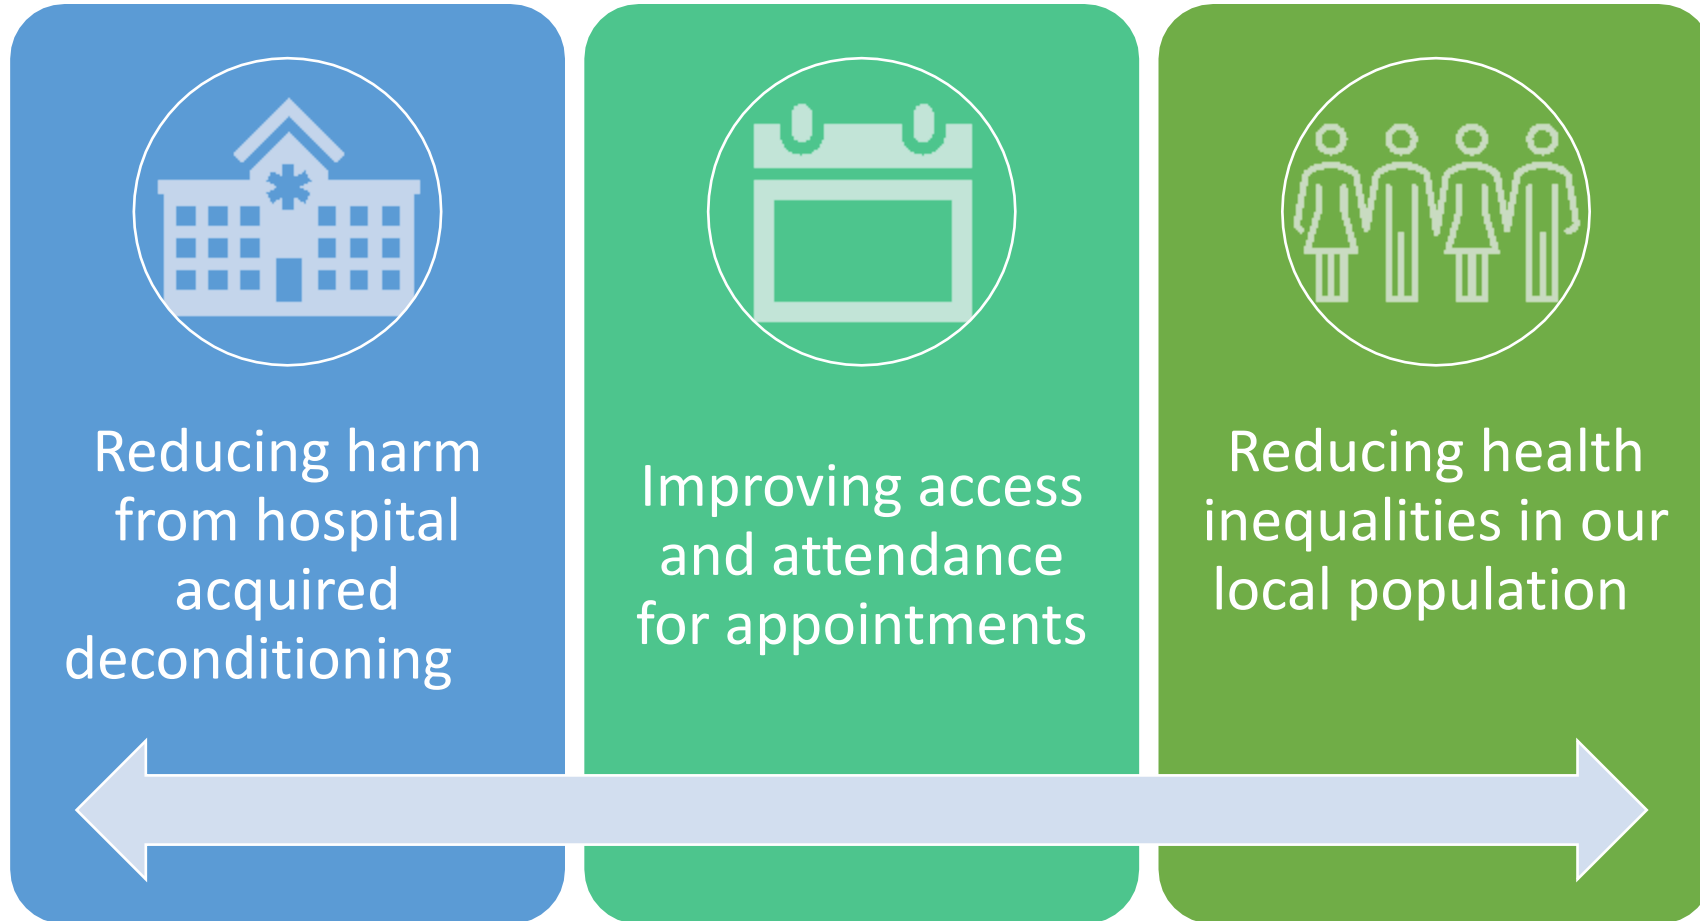 Reducing harm
from hospital
acquired
deconditioning
Improving access
and attendance
for appointments
Reducing health
inequalities in our
local population